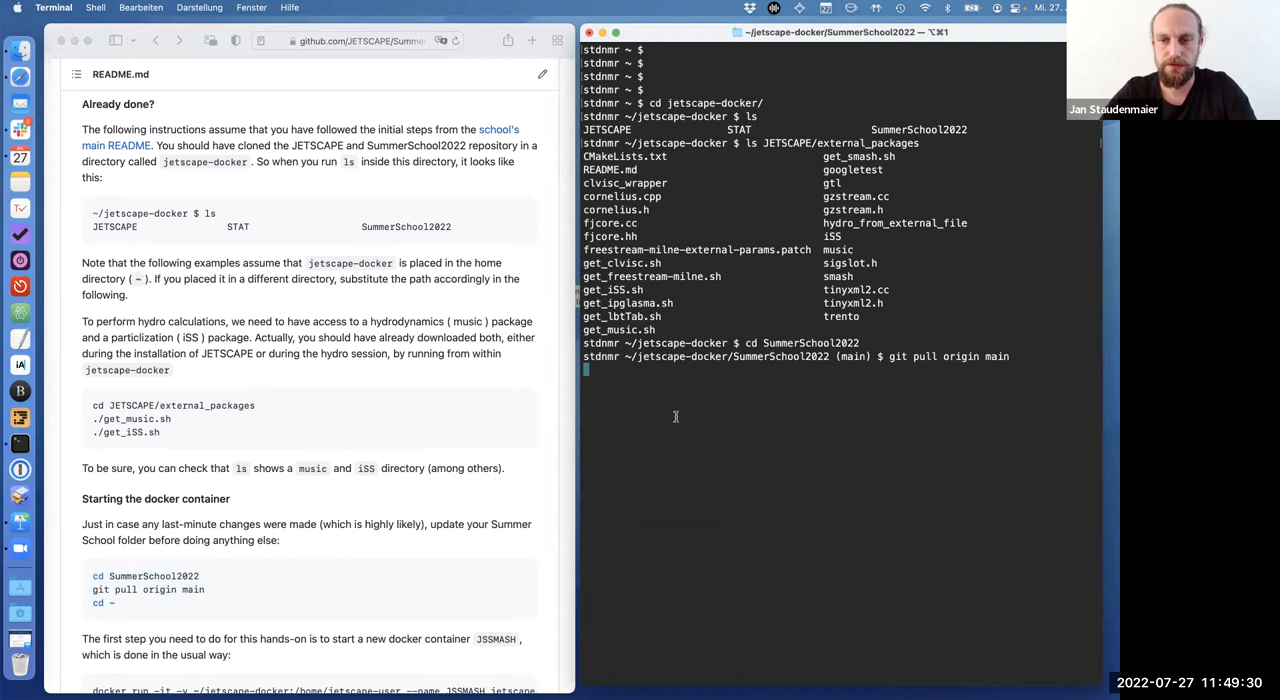 Terminal Shell Bearbeiten Darstellung Fenster Hilfe
27
Mi. 27.
github.com/JETSCAPE/Summe
~/jetscape-docker/SummerSchool2022 — ⌥⌘1
Jan Staudenmaier
README.md
Already done?
The following instructions assume that you have followed the initial steps from the school's
main README. You should have cloned the JETSCAPE and SummerSchool2022 repository in a
directory called jetscape-docker. So when you run ls inside this directory, it looks like
this:
~/jetscape-docker $ ls
JETSCAPE STAT SummerSchool2022
Note that the following examples assume that jetscape-docker is placed in the home
directory ( ~ ). If you placed it in a different directory, substitute the path accordingly in the
following.
To perform hydro calculations, we need to have access to a hydrodynamics ( music ) package
and a particlization ( iSS ) package. Actually, you should have already downloaded both, either
during the installation of JETSCAPE or during the hydro session, by running from within
jetscape-docker
cd JETSCAPE/external_packages
./get_music.sh
./get_iSS.sh
To be sure, you can check that ls shows a music and iSS directory (among others).
Starting the docker container
Just in case any last-minute changes were made (which is highly likely), update your Summer
School folder before doing anything else:
cd SummerSchool2022
git pull origin main
cd -
The first step you need to do for this hands-on is to start a new docker container JSSMASH ,
which is done in the usual way:
docker run -it -v ~/jetscape-docker:/home/jetscape-user --name JSSMASH jetscape
stdnmr ~ $
stdnmr ~ $
stdnmr ~ $
stdnmr ~ $
stdnmr ~ $ cd jetscape-docker/
stdnmr ~/jetscape-docker $ ls
JETSCAPE STAT SummerSchool2022
stdnmr ~/jetscape-docker $ ls JETSCAPE/external_packages
CMakeLists.txt get_smash.sh
README.md googletest
clvisc_wrapper gtl
cornelius.cpp gzstream.cc
cornelius.h gzstream.h
fjcore.cc hydro_from_external_file
fjcore.hh iSS
freestream-milne-external-params.patch music
get_clvisc.sh sigslot.h
get_freestream-milne.sh smash
get_iSS.sh tinyxml2.cc
get_ipglasma.sh tinyxml2.h
get_lbtTab.sh trento
get_music.sh
stdnmr ~/jetscape-docker $ cd SummerSchool2022
stdnmr ~/jetscape-docker/SummerSchool2022 (main) $ git pull origin main
27
iA
B
2022-07-27 11:49:30